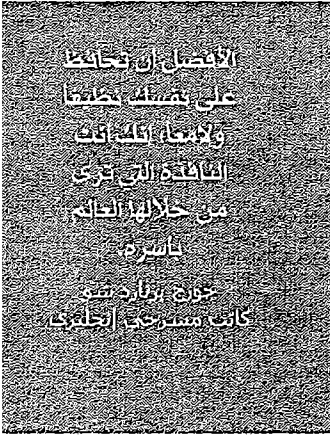 الأفضل أن تحافظ
على نفسك نظيفا
ولامعا، إنك أنت
النافذة التي ترى
من خلالها العالم
بأسره.
جورج برنارد شو
كاتب مسرحي انجليزي